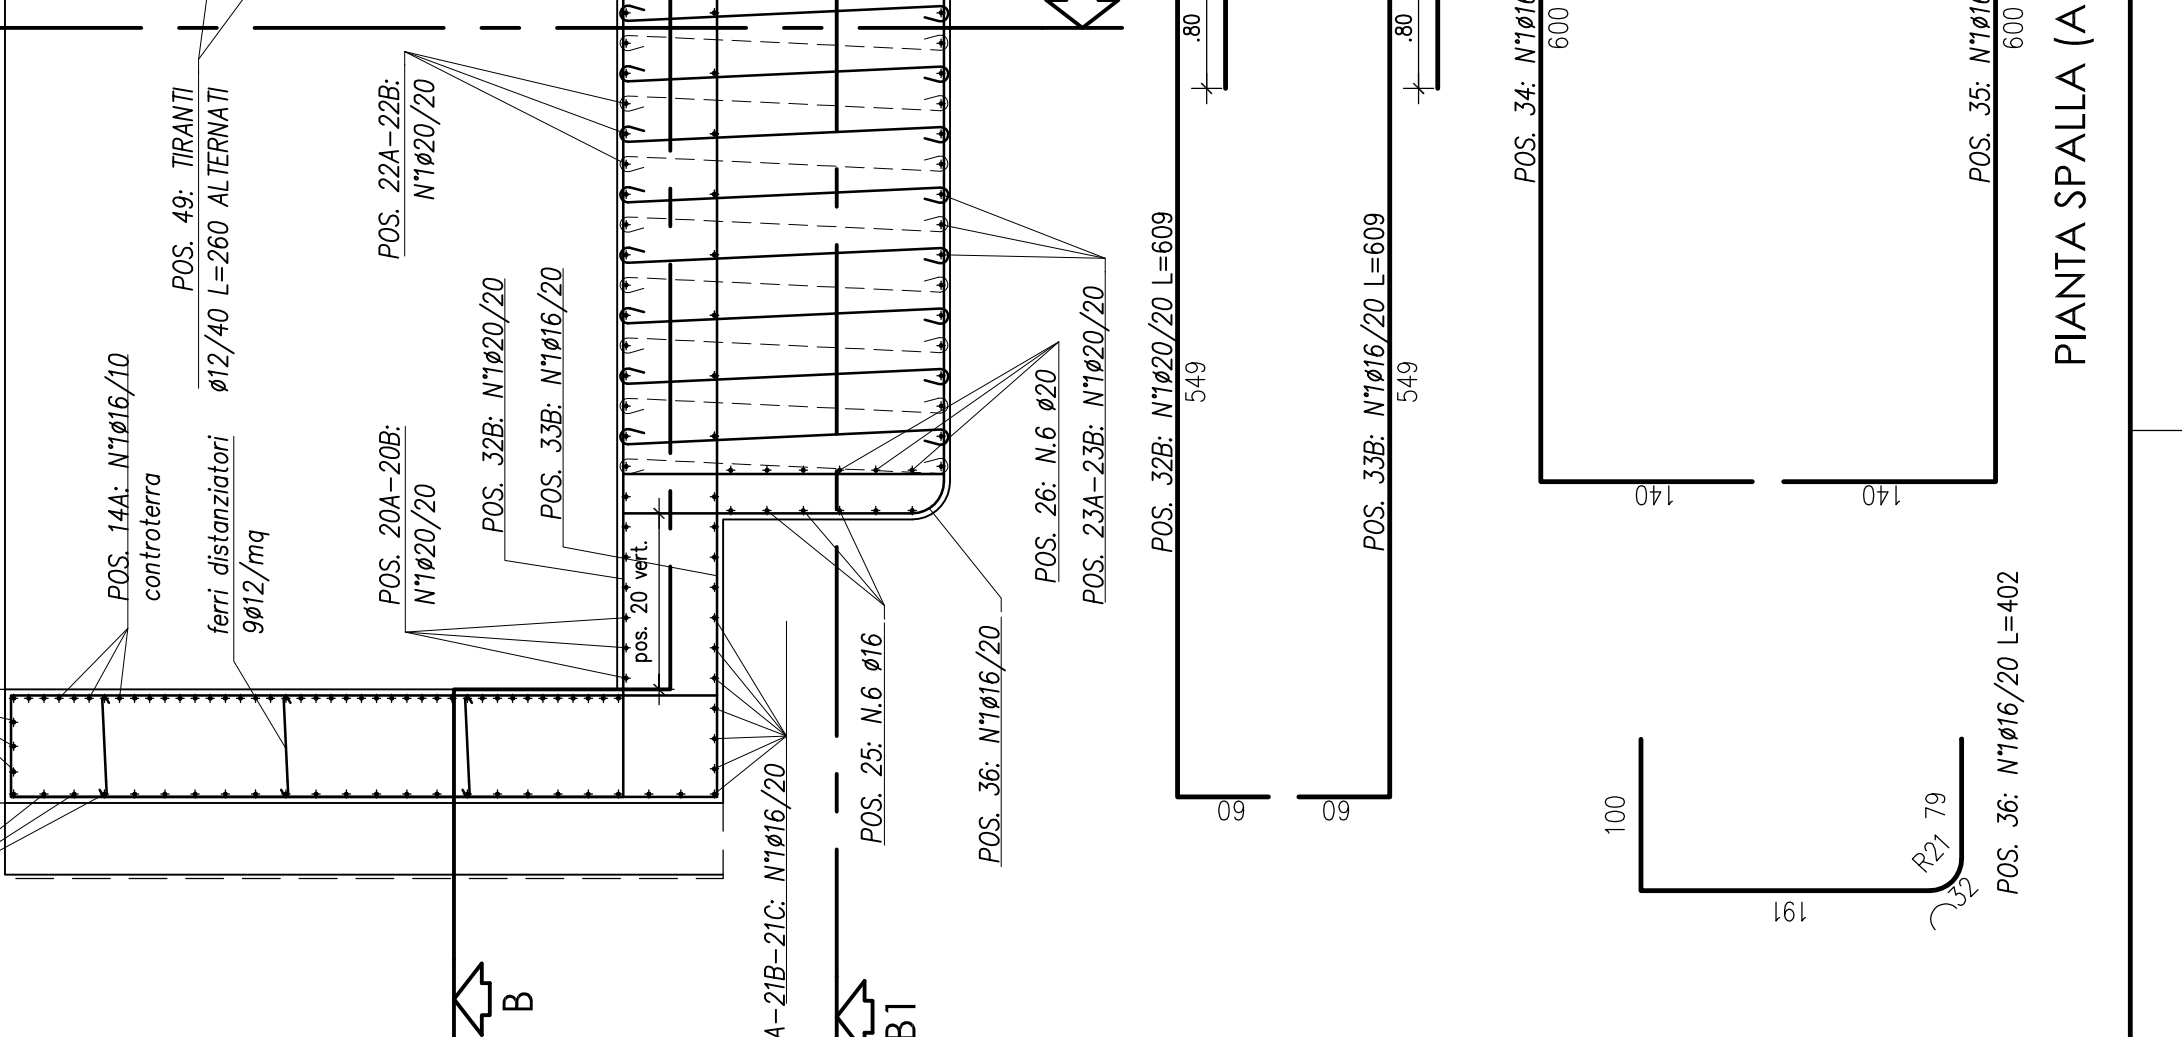 POS. 49: TIRANTI
ø12/40 L=260 ALTERNATI
POS. 22A-22B:
N°1ø20/20
POS. 14A: N°1ø16/10
controterra
ferri distanziatori
9ø12/mq
POS. 20A-20B:
N°1ø20/20
POS. 32B: N°1ø20/20
POS. 33B: N°1ø16/20
pos. 20 vert.
A-21B-21C: N°1ø16/20
POS. 25: N.6 ø16
POS. 36: N°1ø16/20
POS. 26: N.6 ø20
POS. 23A-23B: N°1ø20/20
B
B1
POS. 32B: N°1ø20/20 L=609
549
.80
60
POS. 33B: N°1ø16/20 L=609
549
.80
60
POS. 34: N°1ø16
600
140
POS. 35: N°1ø16
600
140
100
191
R21
79
32
POS. 36: N°1ø16/20 L=402
PIANTA SPALLA (A